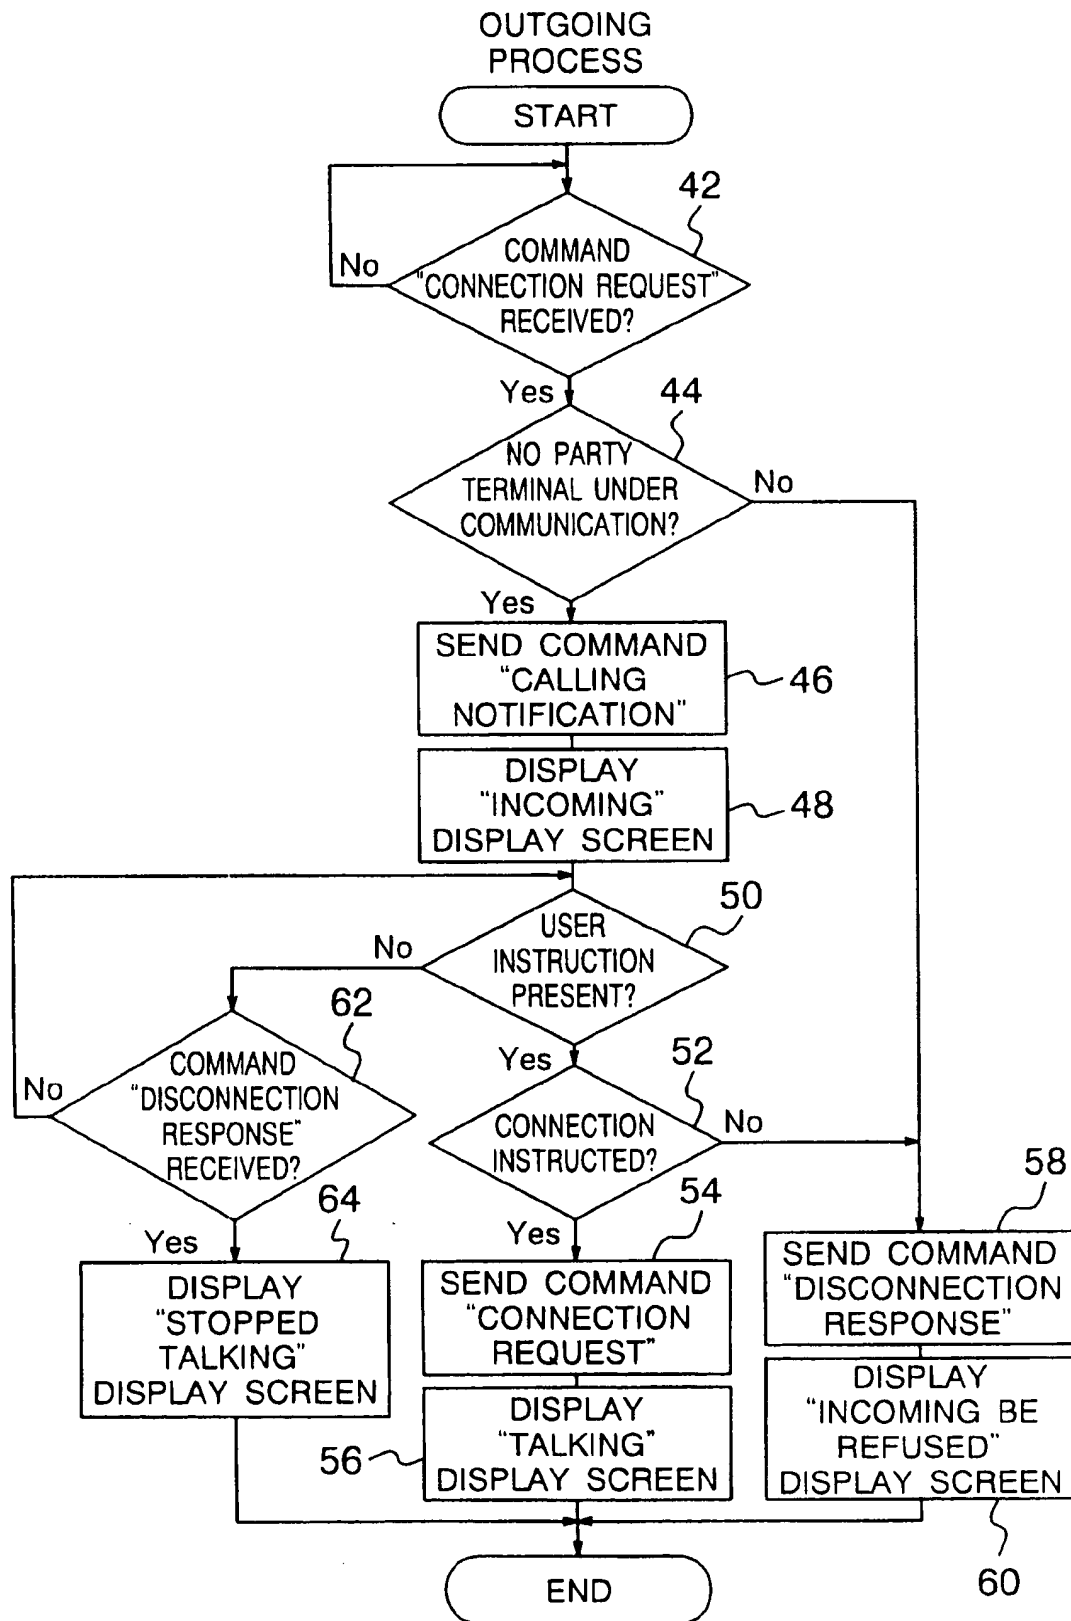 OUTGOING
PROCESS
START
42
COMMAND
"CONNECTION REQUEST"
RECEIVED?
No
Yes
44
NO PARTY
TERMINAL UNDER
COMMUNICATION?
No
Yes
SEND COMMAND
"CALLING
NOTIFICATION"
46
DISPLAY
"INCOMING"
DISPLAY SCREEN
48
50
USER
INSTRUCTION
PRESENT?
No
Yes
62
COMMAND
"DISCONNECTION
RESPONSE"
RECEIVED?
No
Yes
52
CONNECTION
INSTRUCTED?
No
Yes
64
DISPLAY
"STOPPED
TALKING"
DISPLAY SCREEN
54
SEND COMMAND
"CONNECTION
REQUEST"
56
DISPLAY
"TALKING"
DISPLAY SCREEN
58
SEND COMMAND
"DISCONNECTION
RESPONSE"
DISPLAY
"INCOMING BE
REFUSED"
DISPLAY SCREEN
60
END